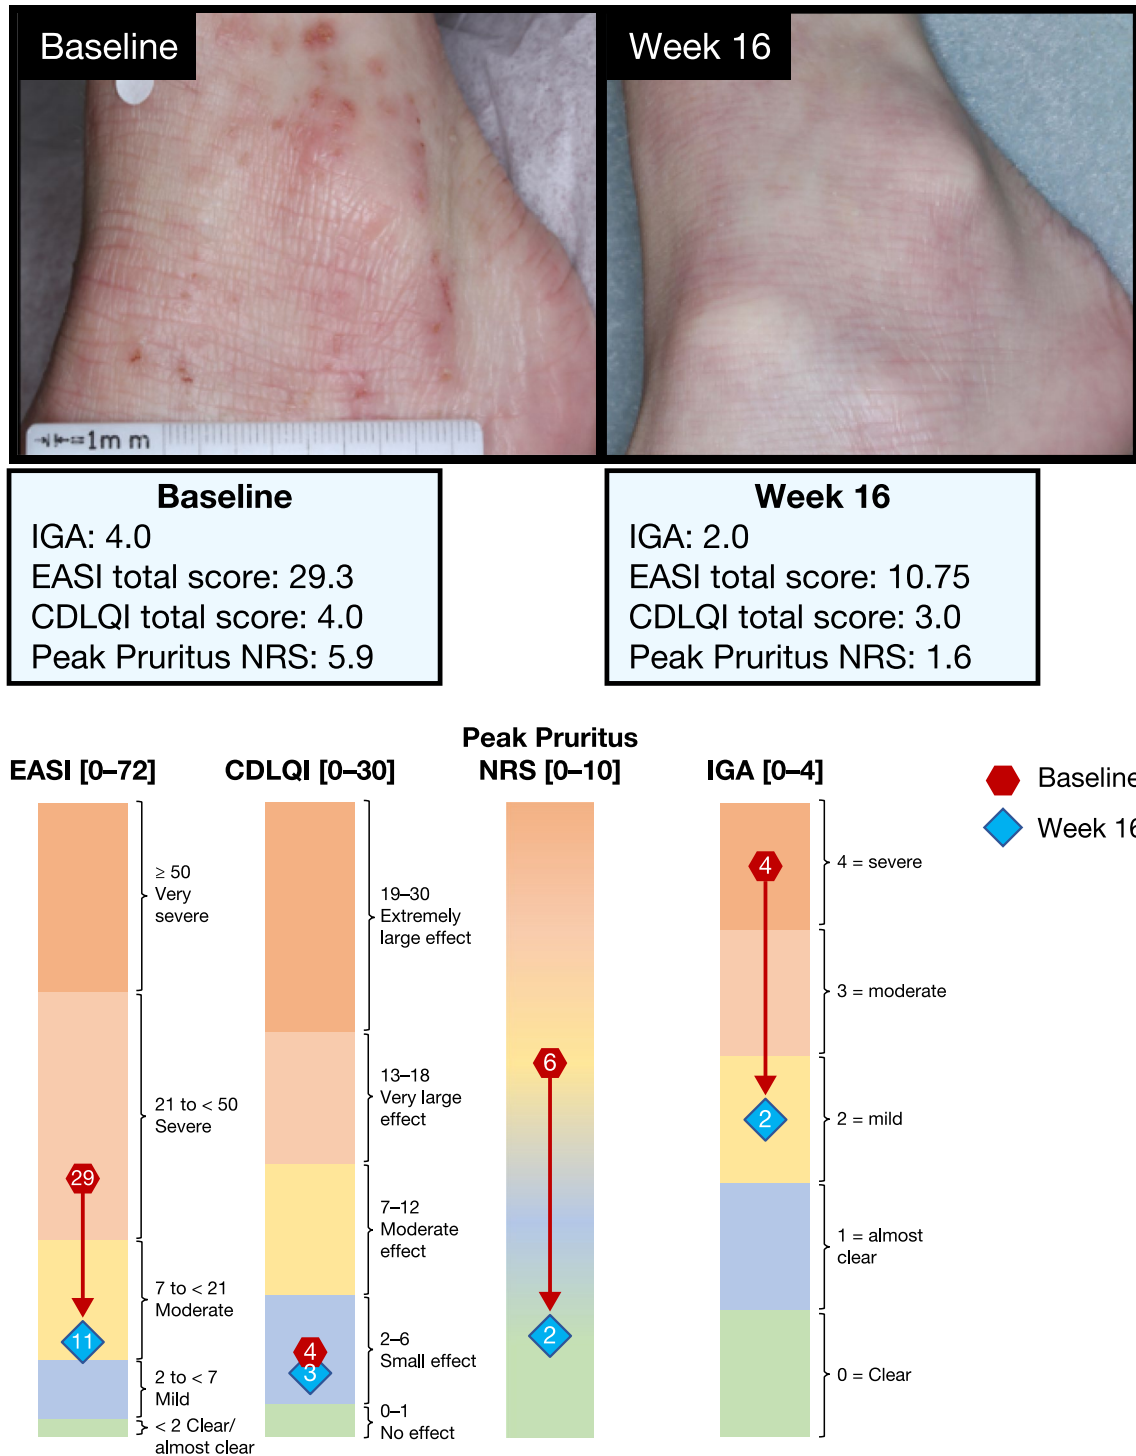 Baseline
Week 16
=1m m
Baseline
IGA: 4.0
EASI total score: 29.3
CDLQI total score: 4.0
Peak Pruritus NRS: 5.9
Week 16
IGA: 2.0
EASI total score: 10.75
CDLQI total score: 3.0
Peak Pruritus NRS: 1.6
EASI [0–72]
≥ 50
Very
severe
21 to < 50
Severe
29
7 to < 21
Moderate
11
2 to < 7
Mild
< 2 Clear/
almost clear
CDLQI [0–30]
19–30
Extremely
large effect
13–18
Very large
effect
7–12
Moderate
effect
4
3
2–6
Small effect
0–1
No effect
Peak Pruritus
NRS [0–10]
6
2
IGA [0–4]
4
4 = severe
3 = moderate
2
2 = mild
1 = almost
clear
0 = Clear
Baseline
Week 16